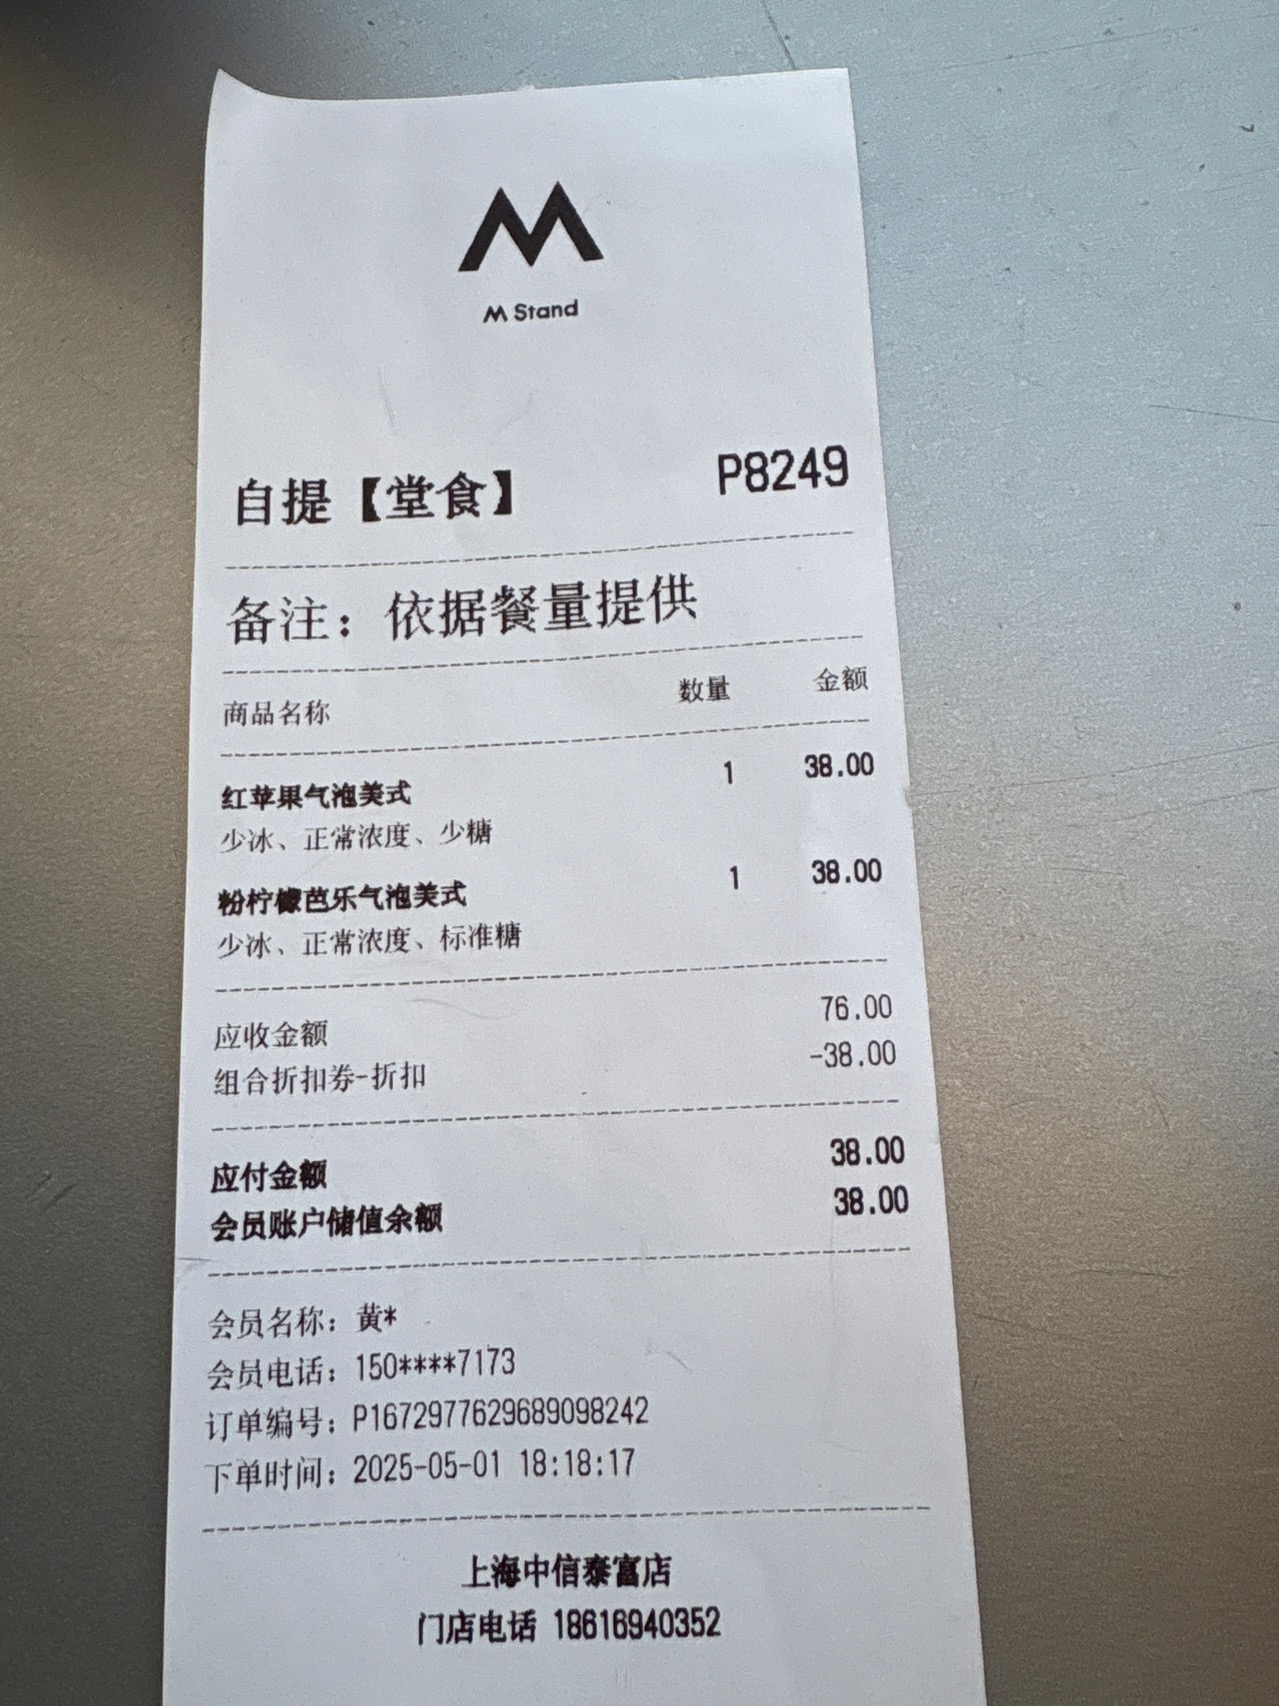 M Stand
自提【堂食】 P8249
备注：依据餐量提供
商品名称 数量 金额
红苹果气泡美式 1 38.00
少冰、正常浓度、少糖
粉柠檬芭乐气泡美式 1 38.00
少冰、正常浓度、标准糖
应收金额 76.00
组合折扣券-折扣 -38.00
应付金额 38.00
会员账户储值余额 38.00
会员名称：黄*
会员电话：150****7173
订单编号：P1672977629689098242
下单时间：2025-05-01 18:18:17
上海中信泰富店
门店电话 18616940352